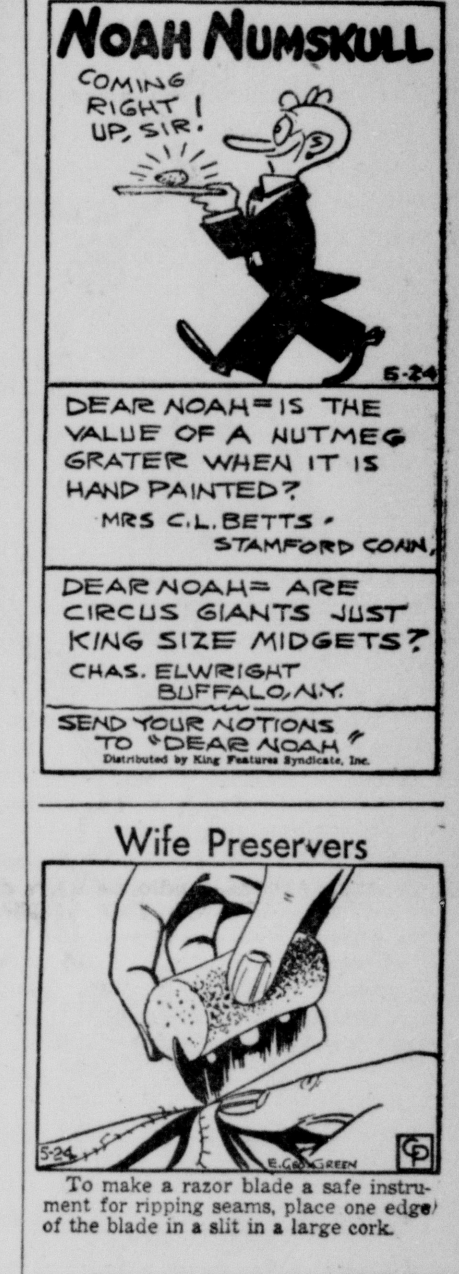 NOAH NUMSKULL
COMING
RIGHT
UP, SIR!
5-24
DEAR NOAH=IS THE
VALUE OF A NUTMEG
GRATER WHEN IT IS
HAND PAINTED?
MRS C.L. BETTS -
STAMFORD CONN,
DEAR NOAH= ARE
CIRCUS GIANTS JUST
KING SIZE MIDGETS?
CHAS. ELWRIGHT
BUFFALO, N.Y.
SEND YOUR NOTIONS
TO "DEAR NOAH"
Distributed by King Features Syndicate, Inc.
Wife Preservers
5-24
E. GEO. GREEN
CP
To make a razor blade a safe instru-
ment for ripping seams, place one edge
of the blade in a slit in a large cork.